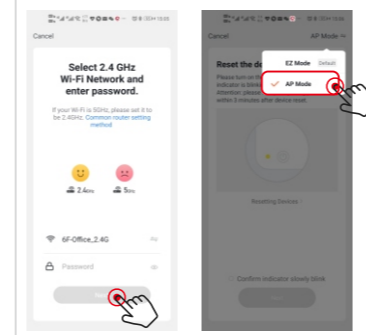 Cancel
Select 2.4 GHz
Wi-Fi Network and
enter password.
If your Wi-Fi is 5GHz, please set it to
be 2.4GHz. Common router setting
method
2.4GHz
5GHz
6F-Office_2.4G
Password
Cancel
AP Mode
EZ Mode Default
AP Mode
Reset the de
Please turn on the
indicator is blink
Attention: please
within 3 minutes after device reset.
Resetting Devices
Confirm indicator slowly blink